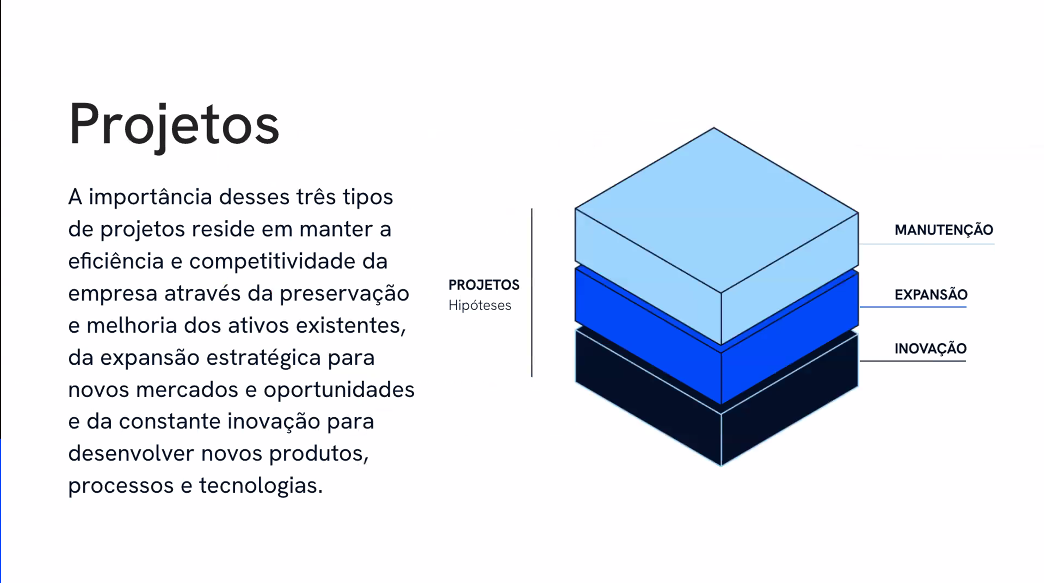 Projetos
A importância desses três tipos
de projetos reside em manter a
eficiência e competitividade da
empresa através da preservação
e melhoria dos ativos existentes,
da expansão estratégica para
novos mercados e oportunidades
e da constante inovação para
desenvolver novos produtos,
processos e tecnologias.
PROJETOS
Hipóteses
MANUTENÇÃO
EXPANSÃO
INOVAÇÃO